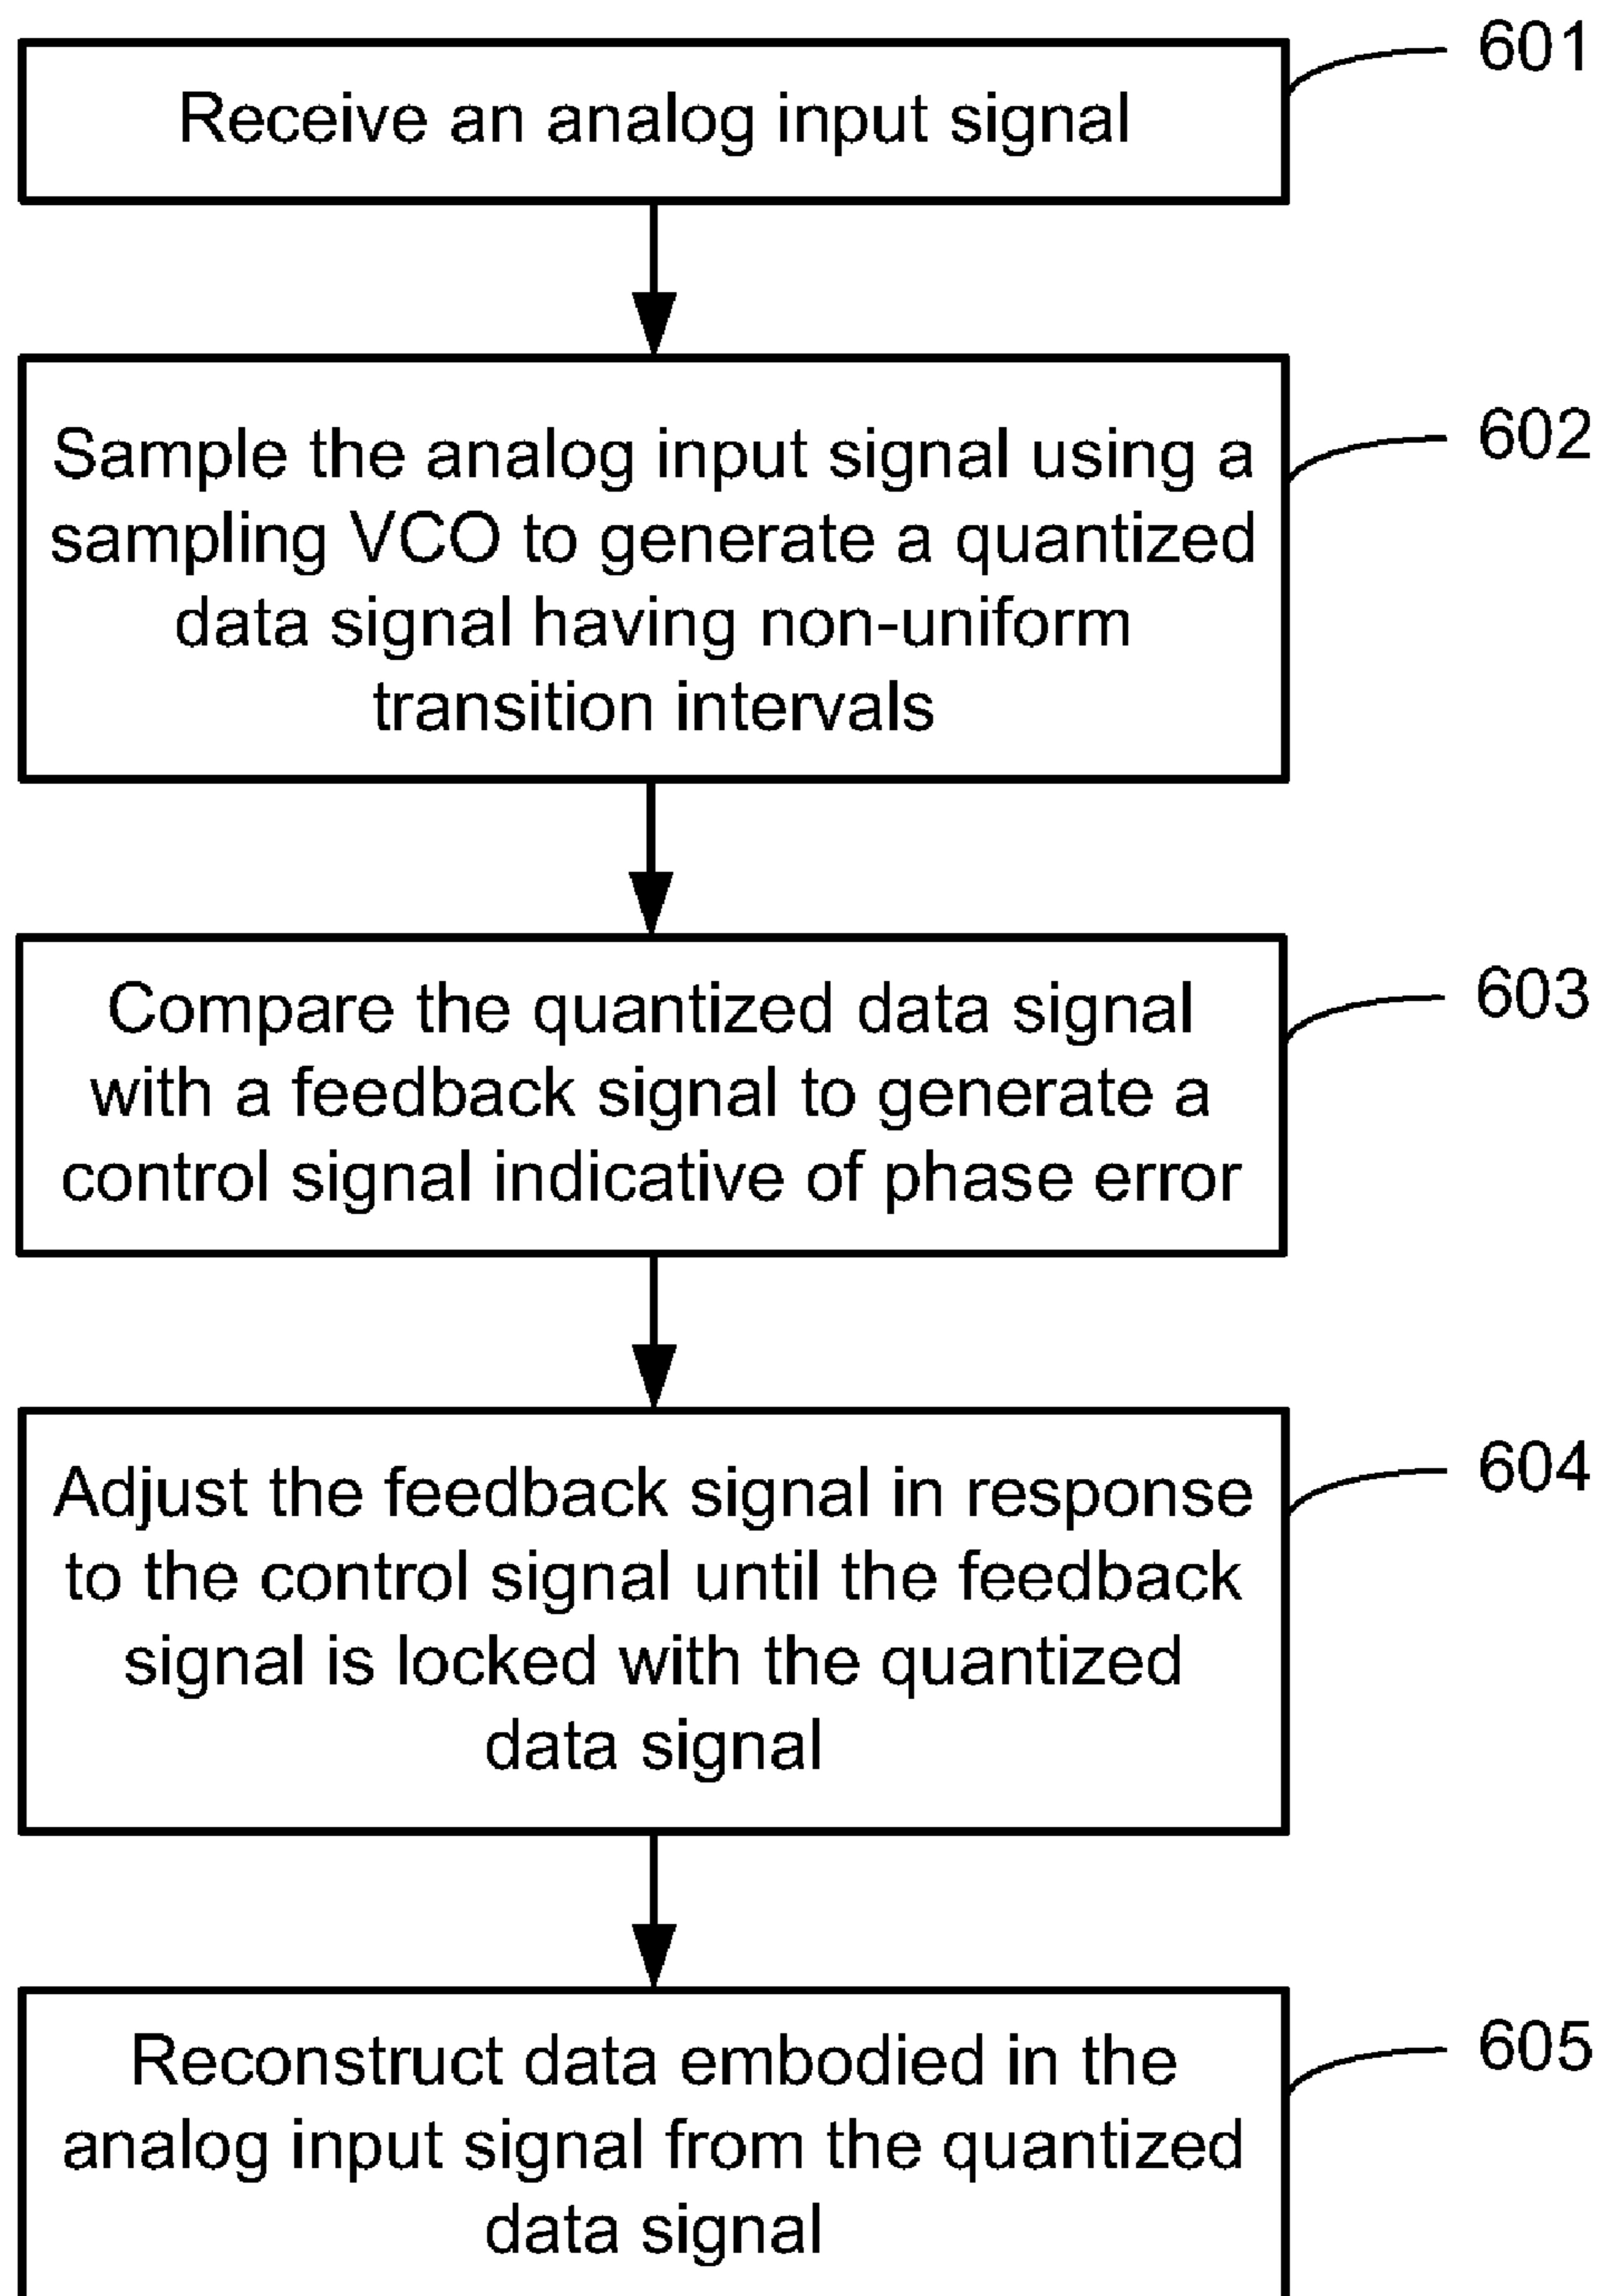 601
Receive an analog input signal
602
Sample the analog input signal using a
sampling VCO to generate a quantized
data signal having non-uniform
transition intervals
603
Compare the quantized data signal
with a feedback signal to generate a
control signal indicative of phase error
604
Adjust the feedback signal in response
to the control signal until the feedback
signal is locked with the quantized
data signal
605
Reconstruct data embodied in the
analog input signal from the quantized
data signal